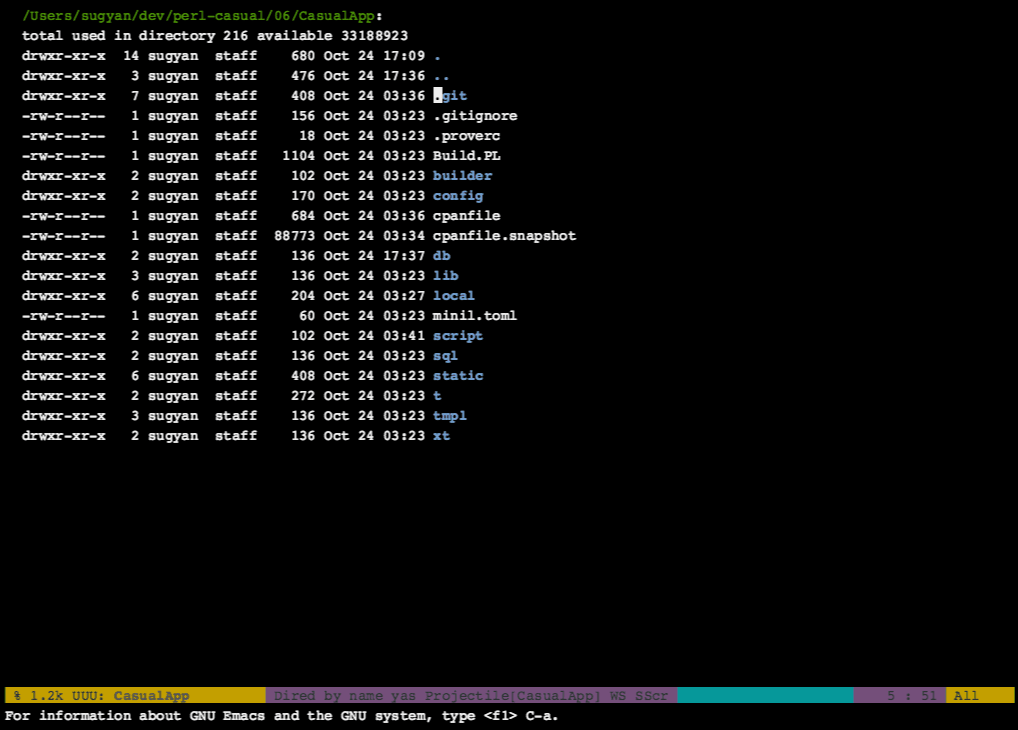 /Users/sugyan/dev/perl-casual/06/CasualApp:
total used in directory 216 available 33188923
drwxr-xr-x  14 sugyan  staff    680 Oct 24 17:09 .
drwxr-xr-x   3 sugyan  staff    476 Oct 24 17:36 ..
drwxr-xr-x   7 sugyan  staff    408 Oct 24 03:36 .git
-rw-r--r--   1 sugyan  staff    156 Oct 24 03:23 .gitignore
-rw-r--r--   1 sugyan  staff     18 Oct 24 03:23 .proverc
-rw-r--r--   1 sugyan  staff   1104 Oct 24 03:23 Build.PL
drwxr-xr-x   2 sugyan  staff    102 Oct 24 03:23 builder
drwxr-xr-x   2 sugyan  staff    170 Oct 24 03:23 config
-rw-r--r--   1 sugyan  staff    684 Oct 24 03:36 cpanfile
-rw-r--r--   1 sugyan  staff  88773 Oct 24 03:34 cpanfile.snapshot
drwxr-xr-x   2 sugyan  staff    136 Oct 24 17:37 db
drwxr-xr-x   3 sugyan  staff    136 Oct 24 03:23 lib
drwxr-xr-x   6 sugyan  staff    204 Oct 24 03:27 local
-rw-r--r--   1 sugyan  staff     60 Oct 24 03:23 minil.toml
drwxr-xr-x   2 sugyan  staff    102 Oct 24 03:41 script
drwxr-xr-x   2 sugyan  staff    136 Oct 24 03:23 sql
drwxr-xr-x   6 sugyan  staff    408 Oct 24 03:23 static
drwxr-xr-x   2 sugyan  staff    272 Oct 24 03:23 t
drwxr-xr-x   3 sugyan  staff    136 Oct 24 03:23 tmpl
drwxr-xr-x   2 sugyan  staff    136 Oct 24 03:23 xt
% 1.2k UUU: CasualApp Dired by name yas Projectile[CasualApp] WS SScr 5 : 51 All
For information about GNU Emacs and the GNU system, type <f1> C-a.